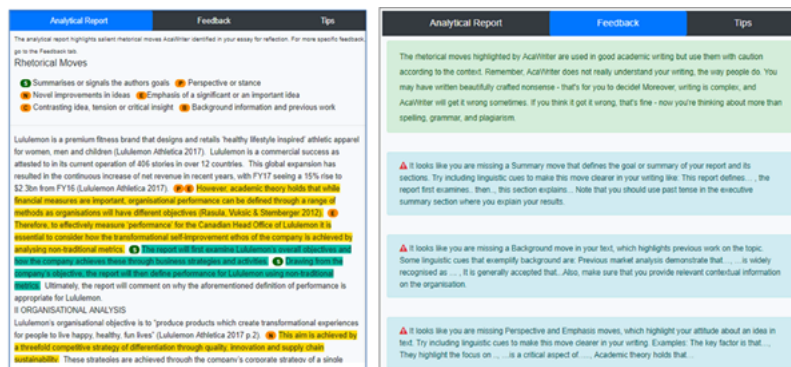 Analytical Report
Feedback
Tips
The analytical report highlights salient rhetorical moves AcaWriter identified in your essay for reflection. For more specific feedback,
go to the Feedback tab.
Rhetorical Moves
S Summarises or signals the authors goals P Perspective or stance
N Novel improvements in ideas E Emphasis of a significant or an important idea
C Contrasting idea, tension or critical insight B Background information and previous work
Lululemon is a premium fitness brand that designs and retails 'healthy lifestyle inspired' athletic apparel
for women, men and children (Lululemon Athletica 2017). Lululemon is a commercial success as
attested to in its current operation of 406 stories in over 12 countries. This global expansion has
resulted in the continuous increase of net revenue in recent years, with FY17 seeing a 15% rise to
$2.3bn from FY16 (Lululemon Athletica 2017). P E However, academic theory holds that while
financial measures are important, organisational performance can be defined through a range of
methods as organisations will have different objectives (Rasula, Vuksic & Stemberger 2012). E
Therefore, to effectively measure 'performance' for the Canadian Head Office of Lululemon it is
essential to consider how the transformational self-improvement ethos of the company is achieved by
analysing non-traditional metrics. S The report will first examine Lululemon's overall objectives and
how the company achieves these through business strategies and activities. S Drawing from the
company's objective, the report will then define performance for Lululemon using non-traditional
metrics. Ultimately, the report will comment on why the aforementioned definition of performance is
appropriate for Lululemon.
II ORGANISATIONAL ANALYSIS
Lululemon's organisational objective is to "produce products which create transformational experiences
for people to live happy, healthy, fun lives" (Lululemon Athletica 2017 p.2). N This aim is achieved by
a threefold competitive strategy of differentiation through quality, innovation and supply chain
sustainability. These strategies are achieved through the company's corporate strategy of a single
Analytical Report
Feedback
Tips
The rhetorical moves highlighted by AcaWriter are used in good academic writing but use them with caution
according to the context. Remember, AcaWriter does not really understand your writing, the way people do. You
may have written beautifully crafted nonsense - that's for you to decide! Moreover, writing is complex, and
AcaWriter will get it wrong sometimes. If you think it got it wrong, that's fine - now you're thinking about more than
spelling, grammar, and plagiarism.
It looks like you are missing a Summary move that defines the goal or summary of your report and its
sections. Try including linguistic cues to make this move clearer in your writing like: This report defines... , the
report first examines.. then.., this section explains... Note that you should use past tense in the executive
summary section where you explain your results.
It looks like you are missing a Background move in your text, which highlights previous work on the topic.
Some linguistic cues that exemplify background are: Previous market analysis demonstrate that..., ...is widely
recognised as ... , It is generally accepted that...Also, make sure that you provide relevant contextual information
on the organisation.
It looks like you are missing Perspective and Emphasis moves, which highlight your attitude about an idea in
text. Try including linguistic cues to make this move clearer in your writing. Examples: The key factor is that...,
They highlight the focus on .., ...is a critical aspect of ...., Academic theory holds that...